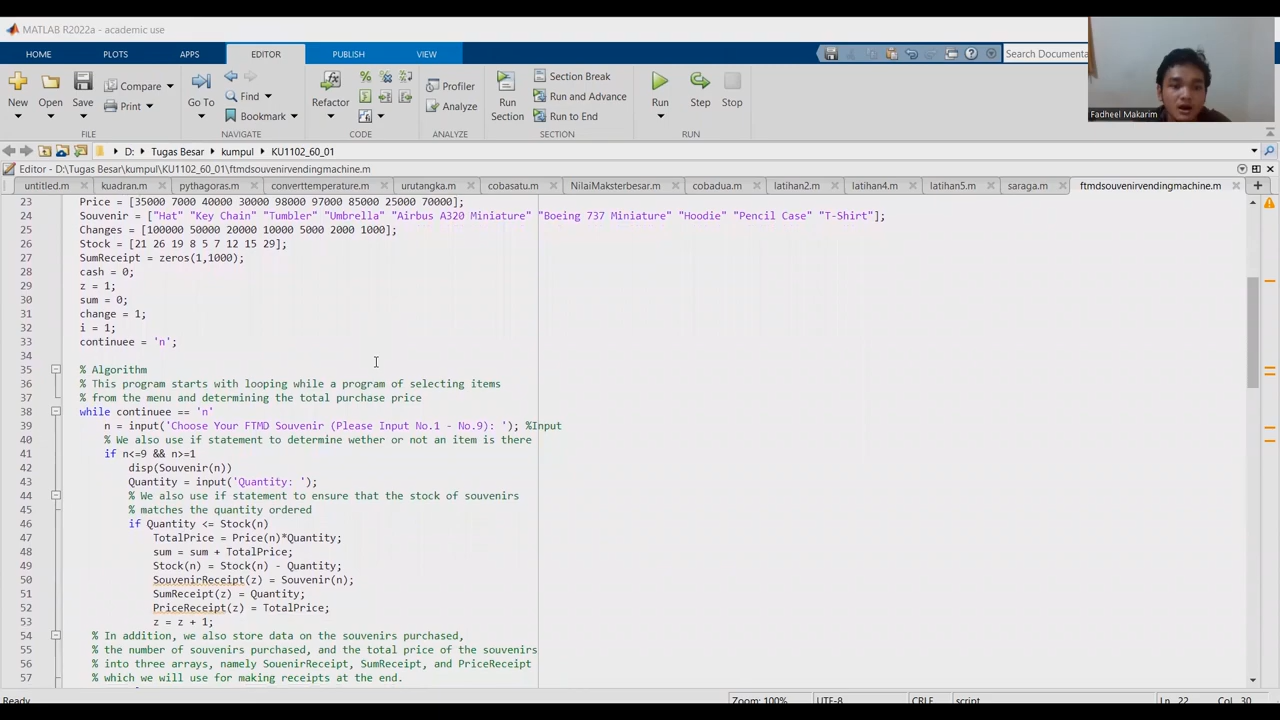 MATLAB R2022a - academic use
HOME PLOTS APPS EDITOR PUBLISH VIEW Search Documenta
New Open Save Compare Print Go To Find Bookmark Refactor Profiler Analyze Run Section Section Break Run and Advance Run to End Run Step Stop
FILE NAVIGATE CODE ANALYZE SECTION RUN
Fadheel Makarim
D: Tugas Besar kumpul KU1102_60_01
Editor - D:\Tugas Besar\kumpul\KU1102_60_01\ftmdsouvenirvendingmachine.m
untitled.m kuadran.m pythagoras.m converttemperature.m urutangka.m cobasatu.m NilaiMaksterbesar.m cobadua.m latihan2.m latihan4.m latihan5.m saraga.m ftmdsouvenirvendingmachine.m
23 Price = [35000 7000 40000 30000 98000 97000 85000 25000 70000];
24 Souvenir = ["Hat" "Key Chain" "Tumbler" "Umbrella" "Airbus A320 Miniature" "Boeing 737 Miniature" "Hoodie" "Pencil Case" "T-Shirt"];
25 Changes = [100000 50000 20000 10000 5000 2000 1000];
26 Stock = [21 26 19 8 5 7 12 15 29];
27 SumReceipt = zeros(1,1000);
28 cash = 0;
29 z = 1;
30 sum = 0;
31 change = 1;
32 i = 1;
33 continuee = 'n';
34
35 % Algorithm
36 % This program starts with looping while a program of selecting items
37 % from the menu and determining the total purchase price
38 while continuee == 'n'
39 n = input('Choose Your FTMD Souvenir (Please Input No.1 - No.9): '); %Input
40 % We also use if statement to determine wether or not an item is there
41 if n<=9 && n>=1
42 disp(Souvenir(n))
43 Quantity = input('Quantity: ');
44 % We also use if statement to ensure that the stock of souvenirs
45 % matches the quantity ordered
46 if Quantity <= Stock(n)
47 TotalPrice = Price(n)*Quantity;
48 sum = sum + TotalPrice;
49 Stock(n) = Stock(n) - Quantity;
50 SouvenirReceipt(z) = Souvenir(n);
51 SumReceipt(z) = Quantity;
52 PriceReceipt(z) = TotalPrice;
53 z = z + 1;
54 % In addition, we also store data on the souvenirs purchased,
55 % the number of souvenirs purchased, and the total price of the souvenirs
56 % into three arrays, namely SouenirReceipt, SumReceipt, and PriceReceipt
57 % which we will use for making receipts at the end.
Ready Zoom: 100% UTF-8 CRLF script Ln 22 Col 30